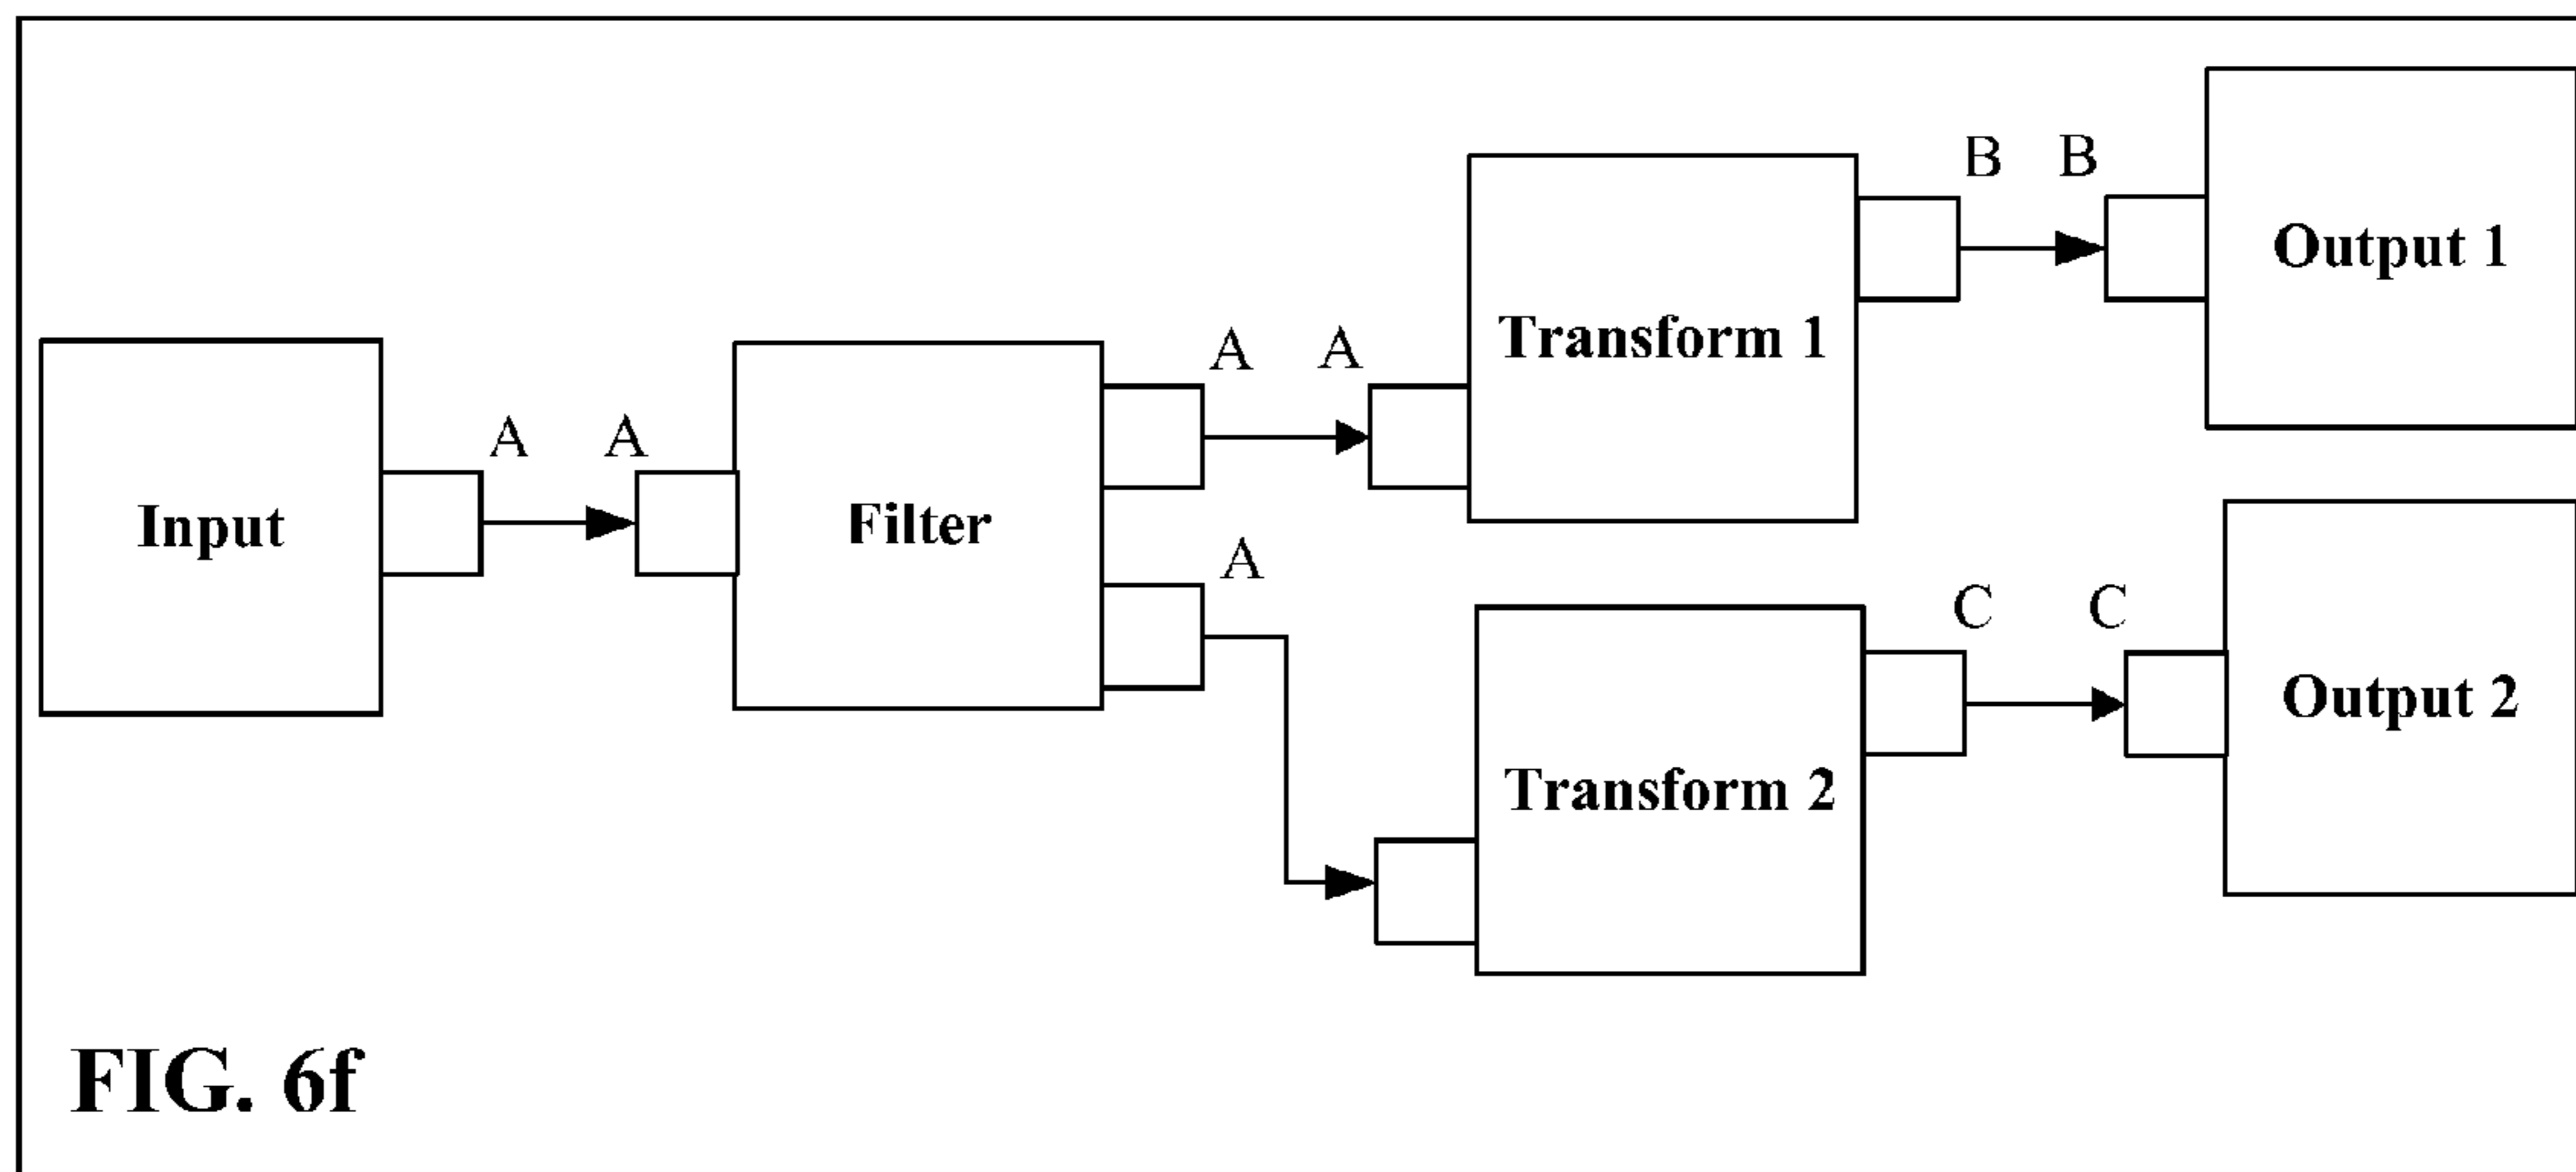 B B
Output 1
Transform 1
A A
A A
Input
Filter
A
C C
Output 2
Transform 2
FIG. 6f